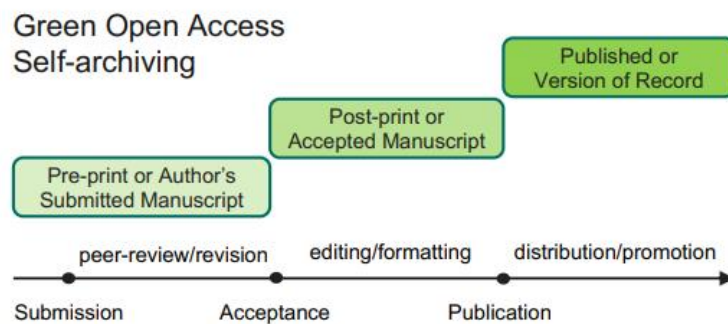 Green Open Access
Self-archiving
Published or
Version of Record
Post-print or
Accepted Manuscript
Pre-print or Author's
Submitted Manuscript
peer-review/revision
editing/formatting
distribution/promotion
Submission
Acceptance
Publication